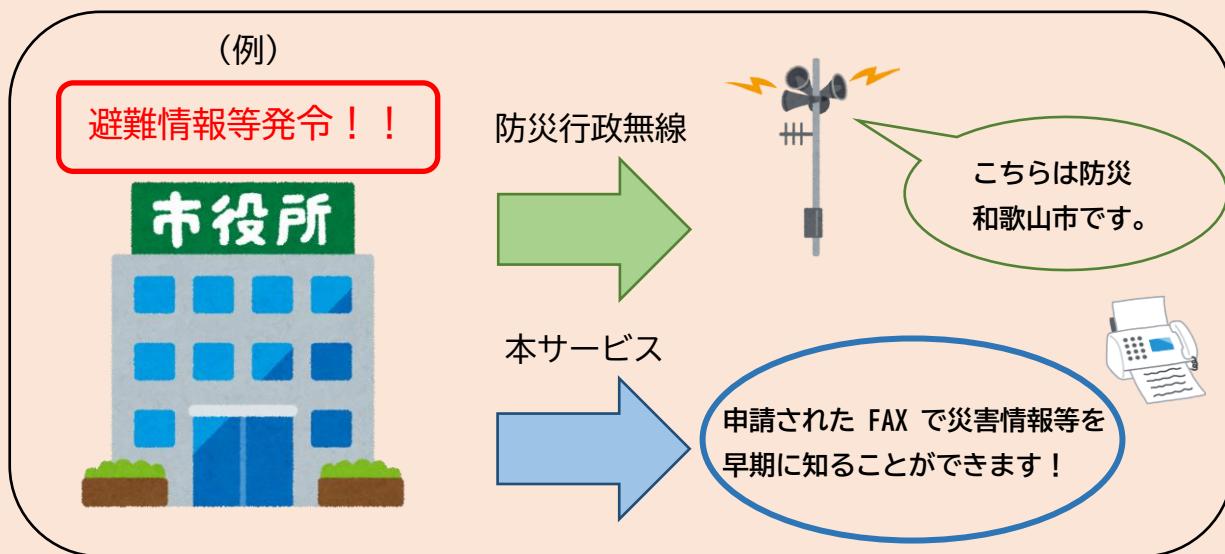 （例）
避難情報等発令！！
市役所
防災行政無線
こちらは防災
和歌山市です。
本サービス
申請された FAX で災害情報等を
早期に知ることができます！